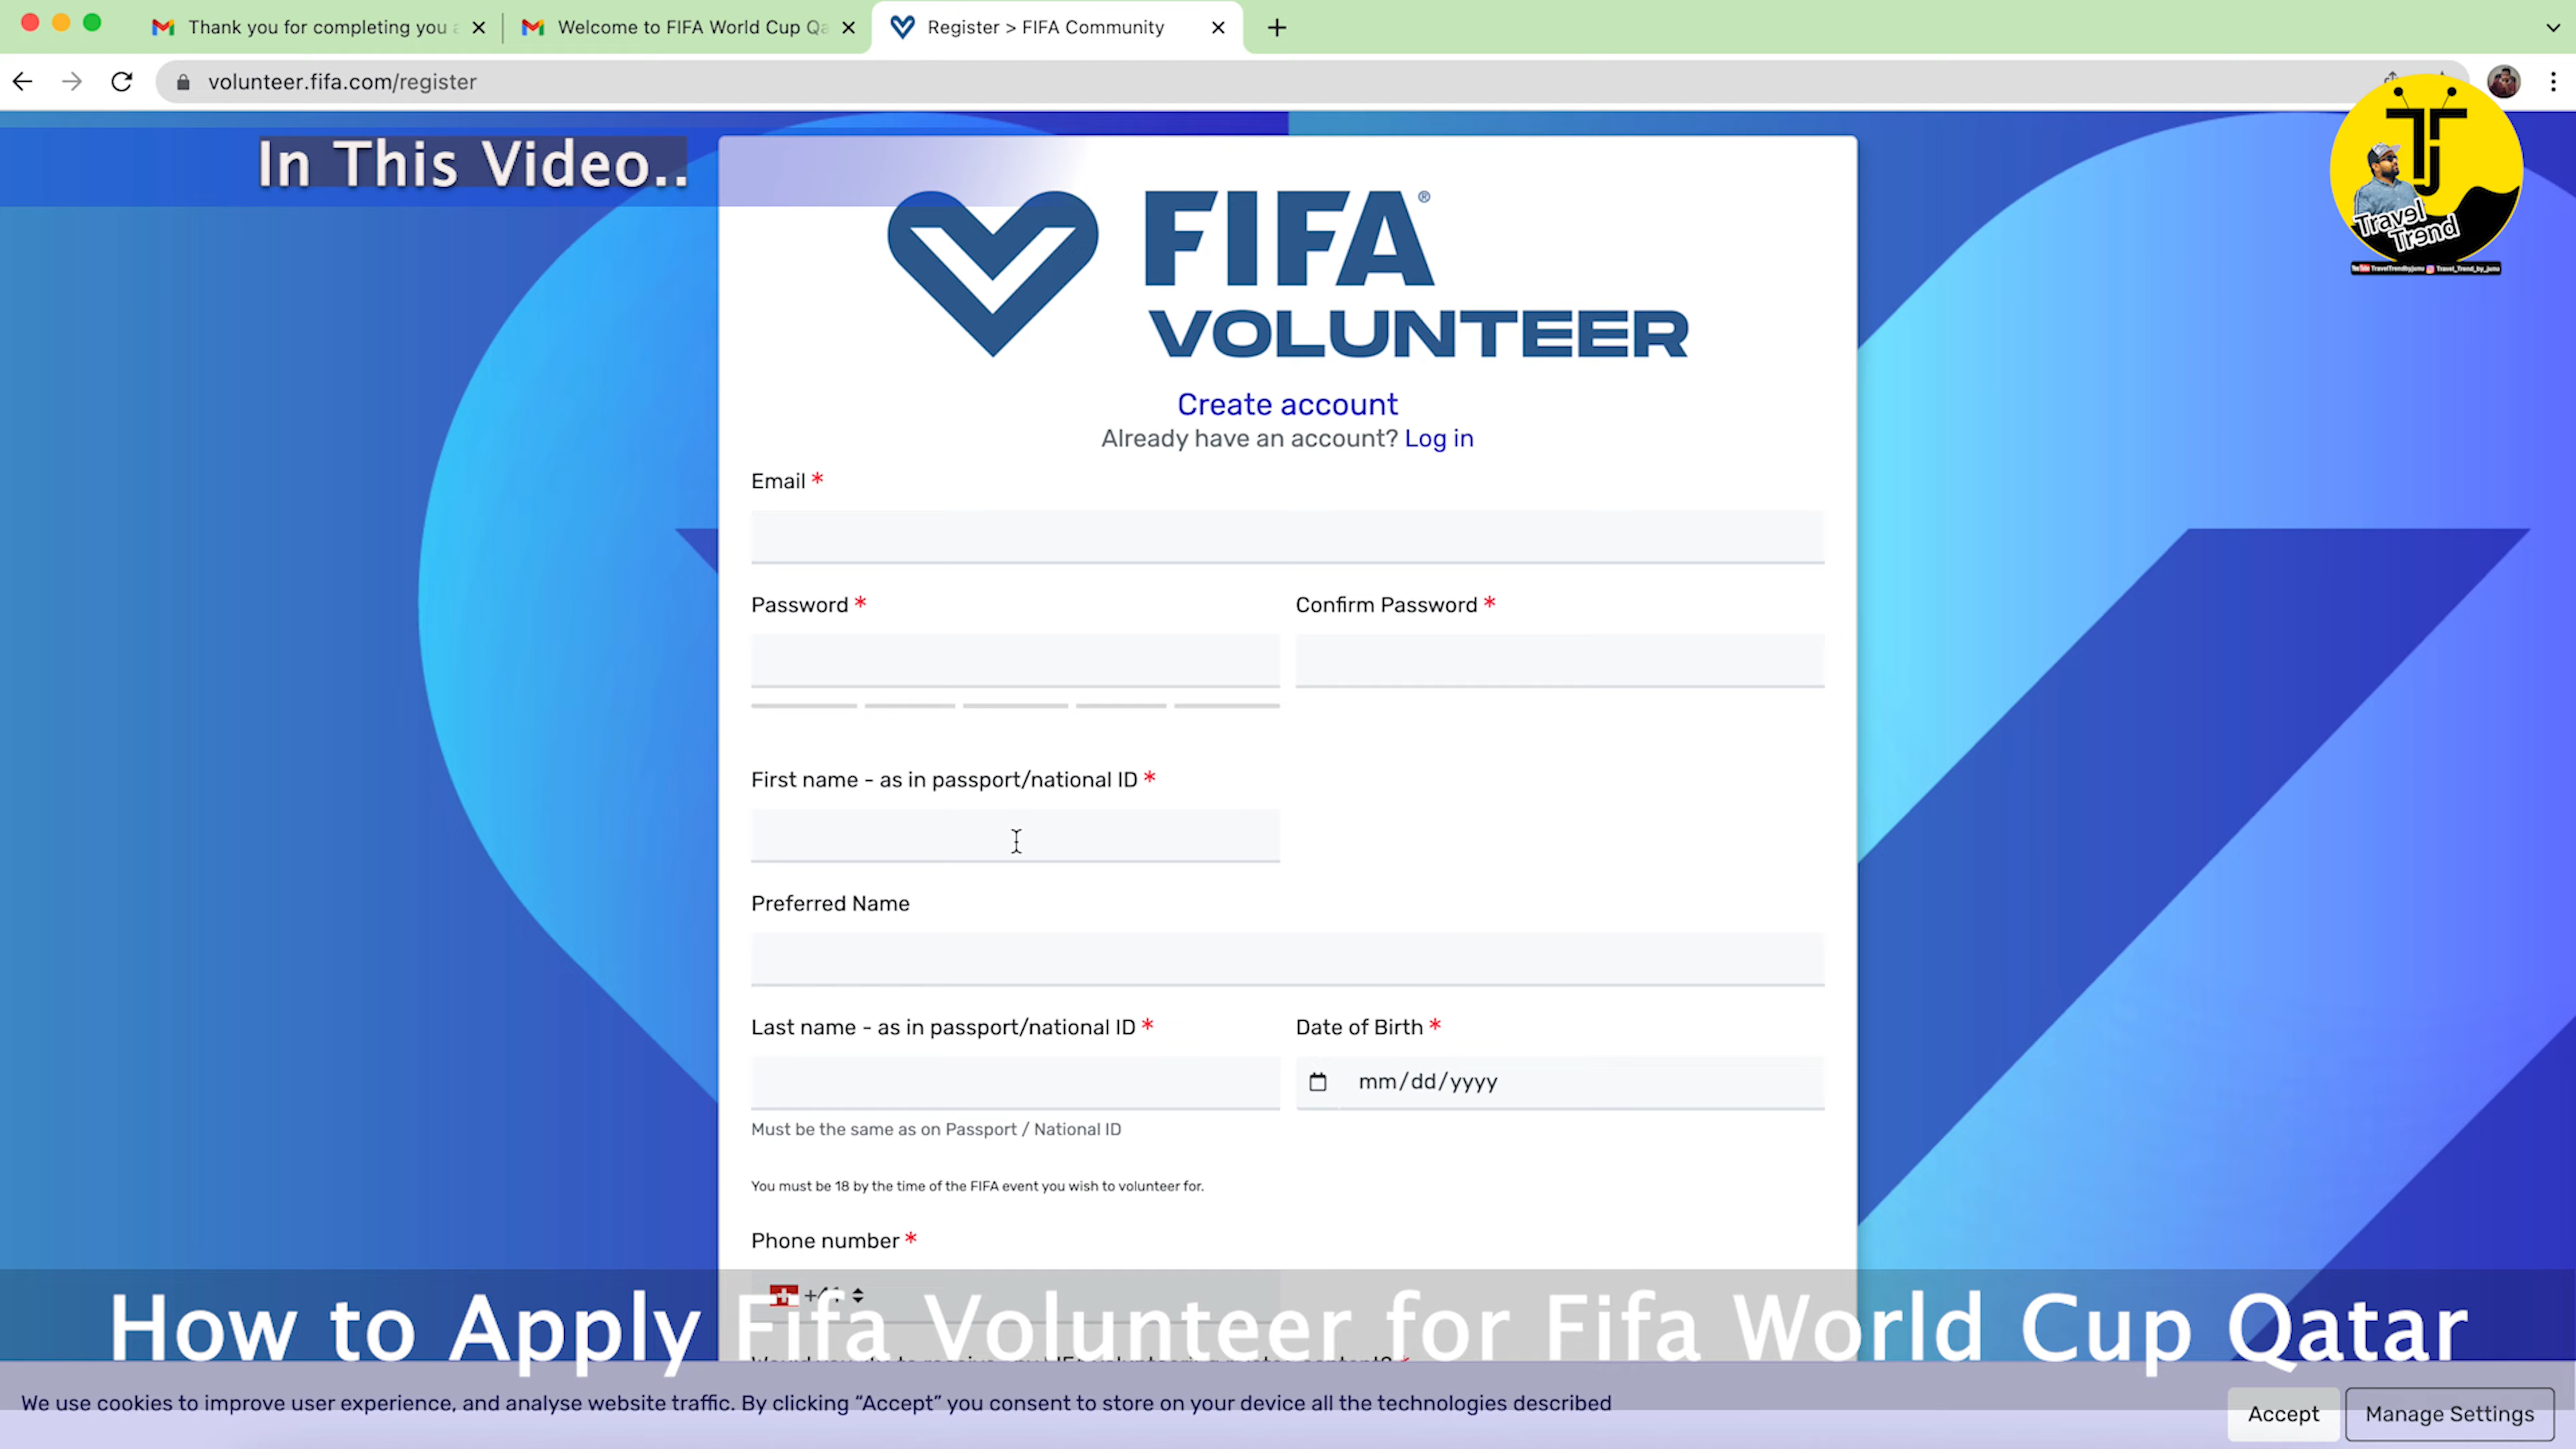 Thank you for completing you
Welcome to FIFA World Cup Qa
Register > FIFA Community
volunteer.fifa.com/register
In This Video..
TJ
Travel
Trend
FIFA®
VOLUNTEER
Create account
Already have an account? Log in
Email *
Password *
Confirm Password *
First name - as in passport/national ID *
Preferred Name
Last name - as in passport/national ID *
Date of Birth *
mm/dd/yyyy
Must be the same as on Passport / National ID
You must be 18 by the time of the FIFA event you wish to volunteer for.
Phone number *
How to Apply Fifa Volunteer for Fifa World Cup Qatar
We use cookies to improve user experience, and analyse website traffic. By clicking “Accept” you consent to store on your device all the technologies described
Accept
Manage Settings